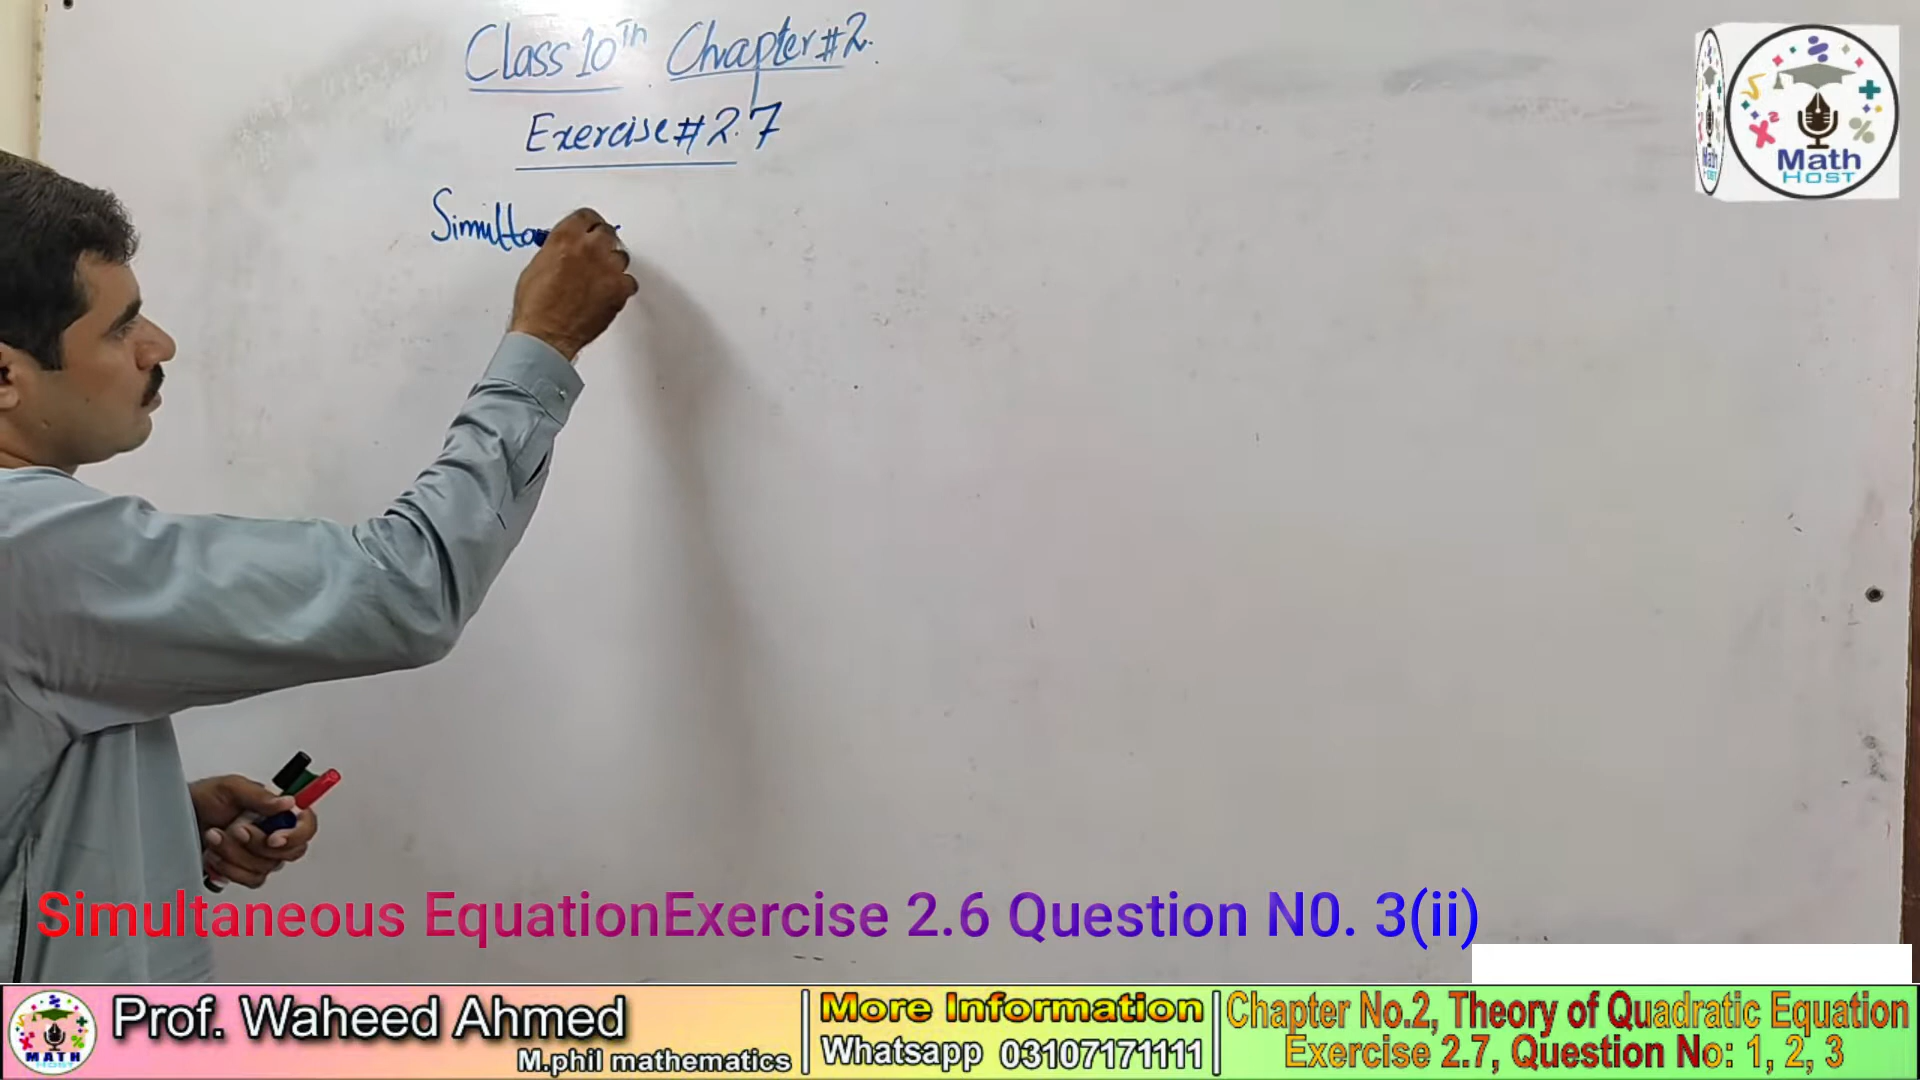 Class 10Th Chapter #2.
Exercise #2.7
Math
HOST
Simultaneous EquationExercise 2.6 Question N0. 3(ii)
MATH
Prof. Waheed Ahmed
M.phil mathematics
More Information
Whatsapp 03107171111
Chapter No.2, Theory of Quadratic Equation
Exercise 2.7, Question No: 1, 2, 3